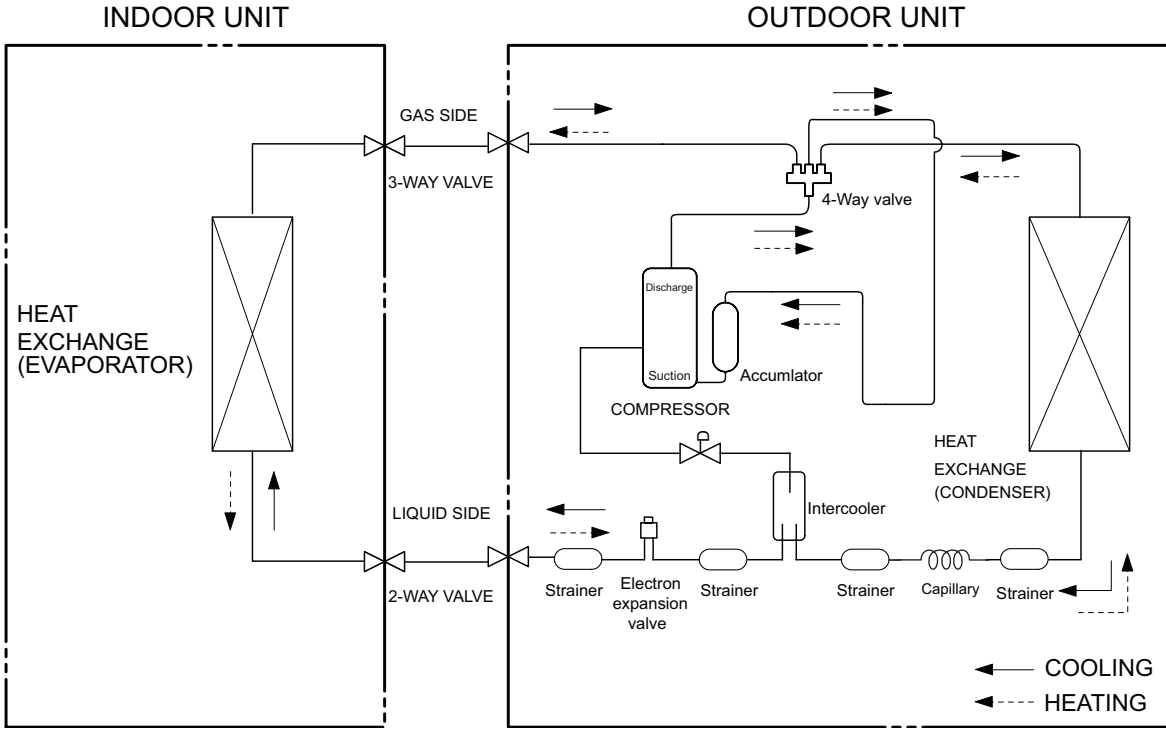 INDOOR UNIT
OUTDOOR UNIT
GAS SIDE
3-WAY VALVE
4-Way valve
HEAT
EXCHANGE
(EVAPORATOR)
Discharge
Suction
Accumlator
COMPRESSOR
HEAT
EXCHANGE
(CONDENSER)
Intercooler
LIQUID SIDE
2-WAY VALVE
Strainer
Electron
expansion
valve
Strainer
Strainer
Capillary
Strainer
COOLING
HEATING